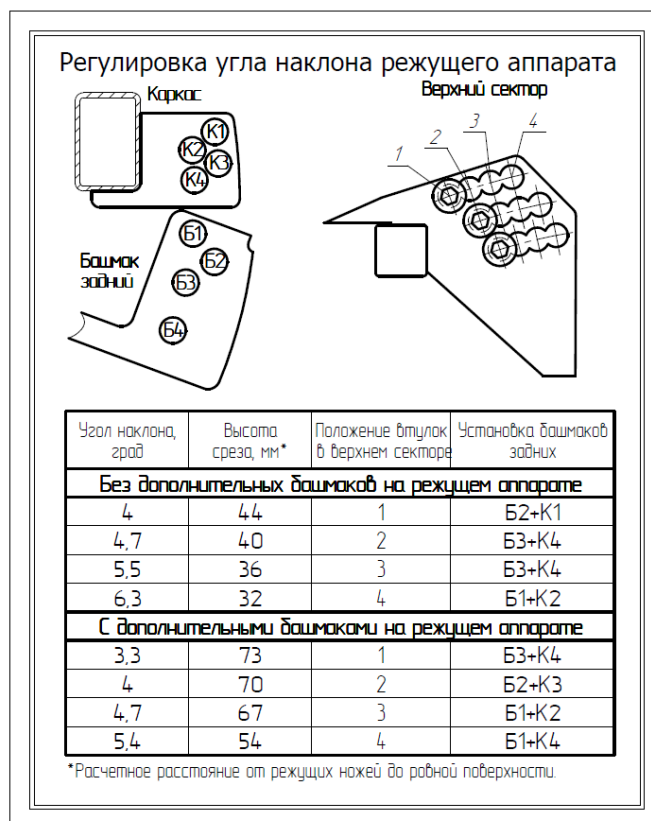 Регулировка угла наклона режущего аппарата
Каркас
К1
К2
К3
К4
Башмак
задний
Б1
Б2
Б3
Б4
Верхний сектор
1
2
3
4
Угол наклона, град
Высота среза, мм*
Положение втулок в верхнем секторе
Установка башмаков задних
Без дополнительных башмаков на режущем аппарате
4 44 1 Б2+К1
4,7 40 2 Б3+К4
5,5 36 3 Б3+К4
6,3 32 4 Б1+К2
С дополнительными башмаками на режущем аппарате
3,3 73 1 Б3+К4
4 70 2 Б2+К3
4,7 67 3 Б1+К2
5,4 54 4 Б1+К4
*Расчетное расстояние от режущих ножей до ровной поверхности.